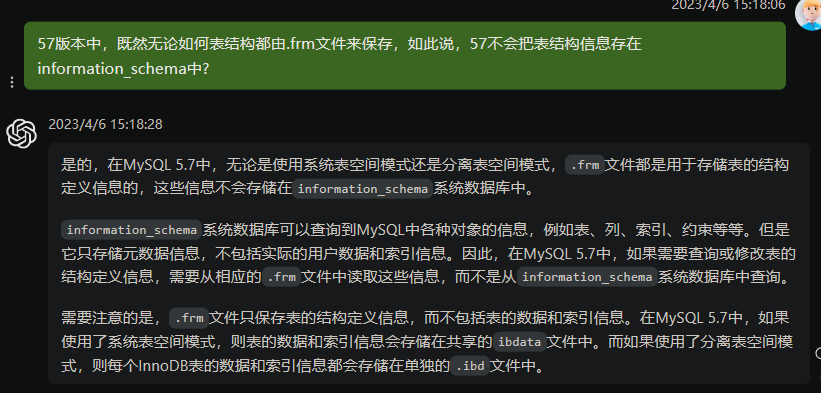 2023/4/6 15:18:06
57版本中，既然无论如何表结构都由.frm文件来保存，如此说，57不会把表结构信息存在
information_schema中?
2023/4/6 15:18:28
是的，在MySQL 5.7中，无论是使用系统表空间模式还是分离表空间模式，.frm文件都是用于存储表的结构
定义信息的，这些信息不会存储在information_schema系统数据库中。
information_schema系统数据库可以查询到MySQL中各种对象的信息，例如表、列、索引、约束等等。但是
它只存储元数据信息，不包括实际的用户数据和索引信息。因此，在MySQL 5.7中，如果需要查询或修改表的
结构定义信息，需要从相应的.frm文件中读取这些信息，而不是从information_schema系统数据库中查询。
需要注意的是，.frm文件只保存表的结构定义信息，而不包括表的数据和索引信息。在MySQL 5.7中，如果
使用了系统表空间模式，则表的数据和索引信息会存储在共享的ibdata文件中。而如果使用了分离表空间模
式，则每个InnoDB表的数据和索引信息都会存储在单独的.ibd文件中。